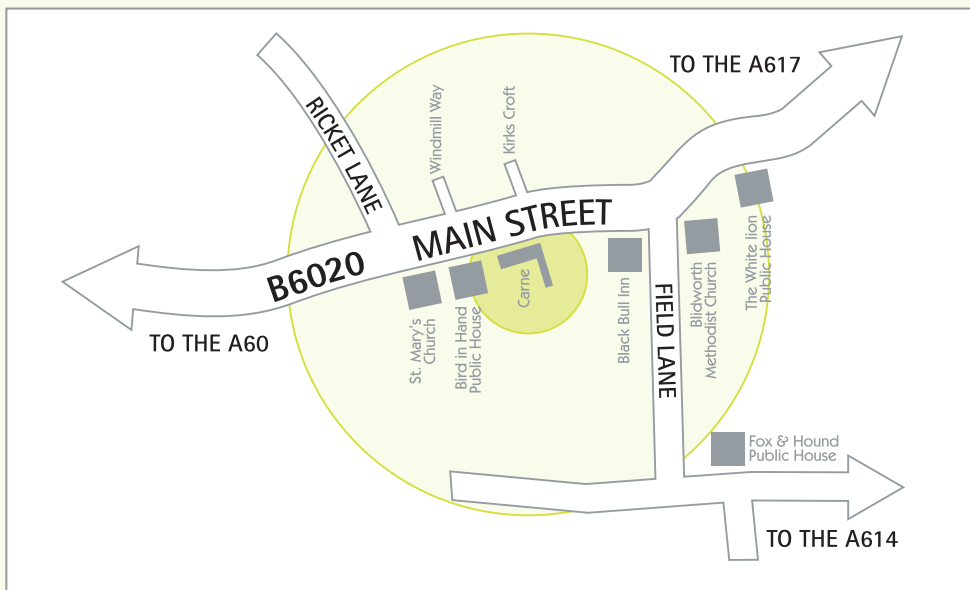 TO THE A617
RICKET LANE
Windmill Way
Kirks Croft
MAIN STREET
B6020
TO THE A60
St. Mary's
Church
Bird in Hand
Public House
Carne
Black Bull Inn
FIELD LANE
Blidworth
Methodist Church
The White lion
Public House
Fox & Hound
Public House
TO THE A614